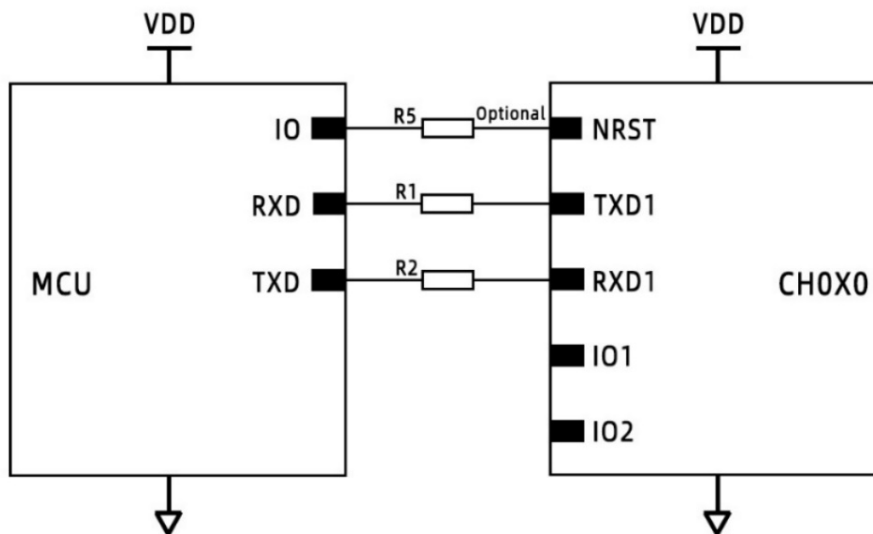 VDD
VDD
IO
R5
Optional
NRST
RXD
R1
TXD1
MCU
TXD
R2
RXD1
CH0X0
IO1
IO2